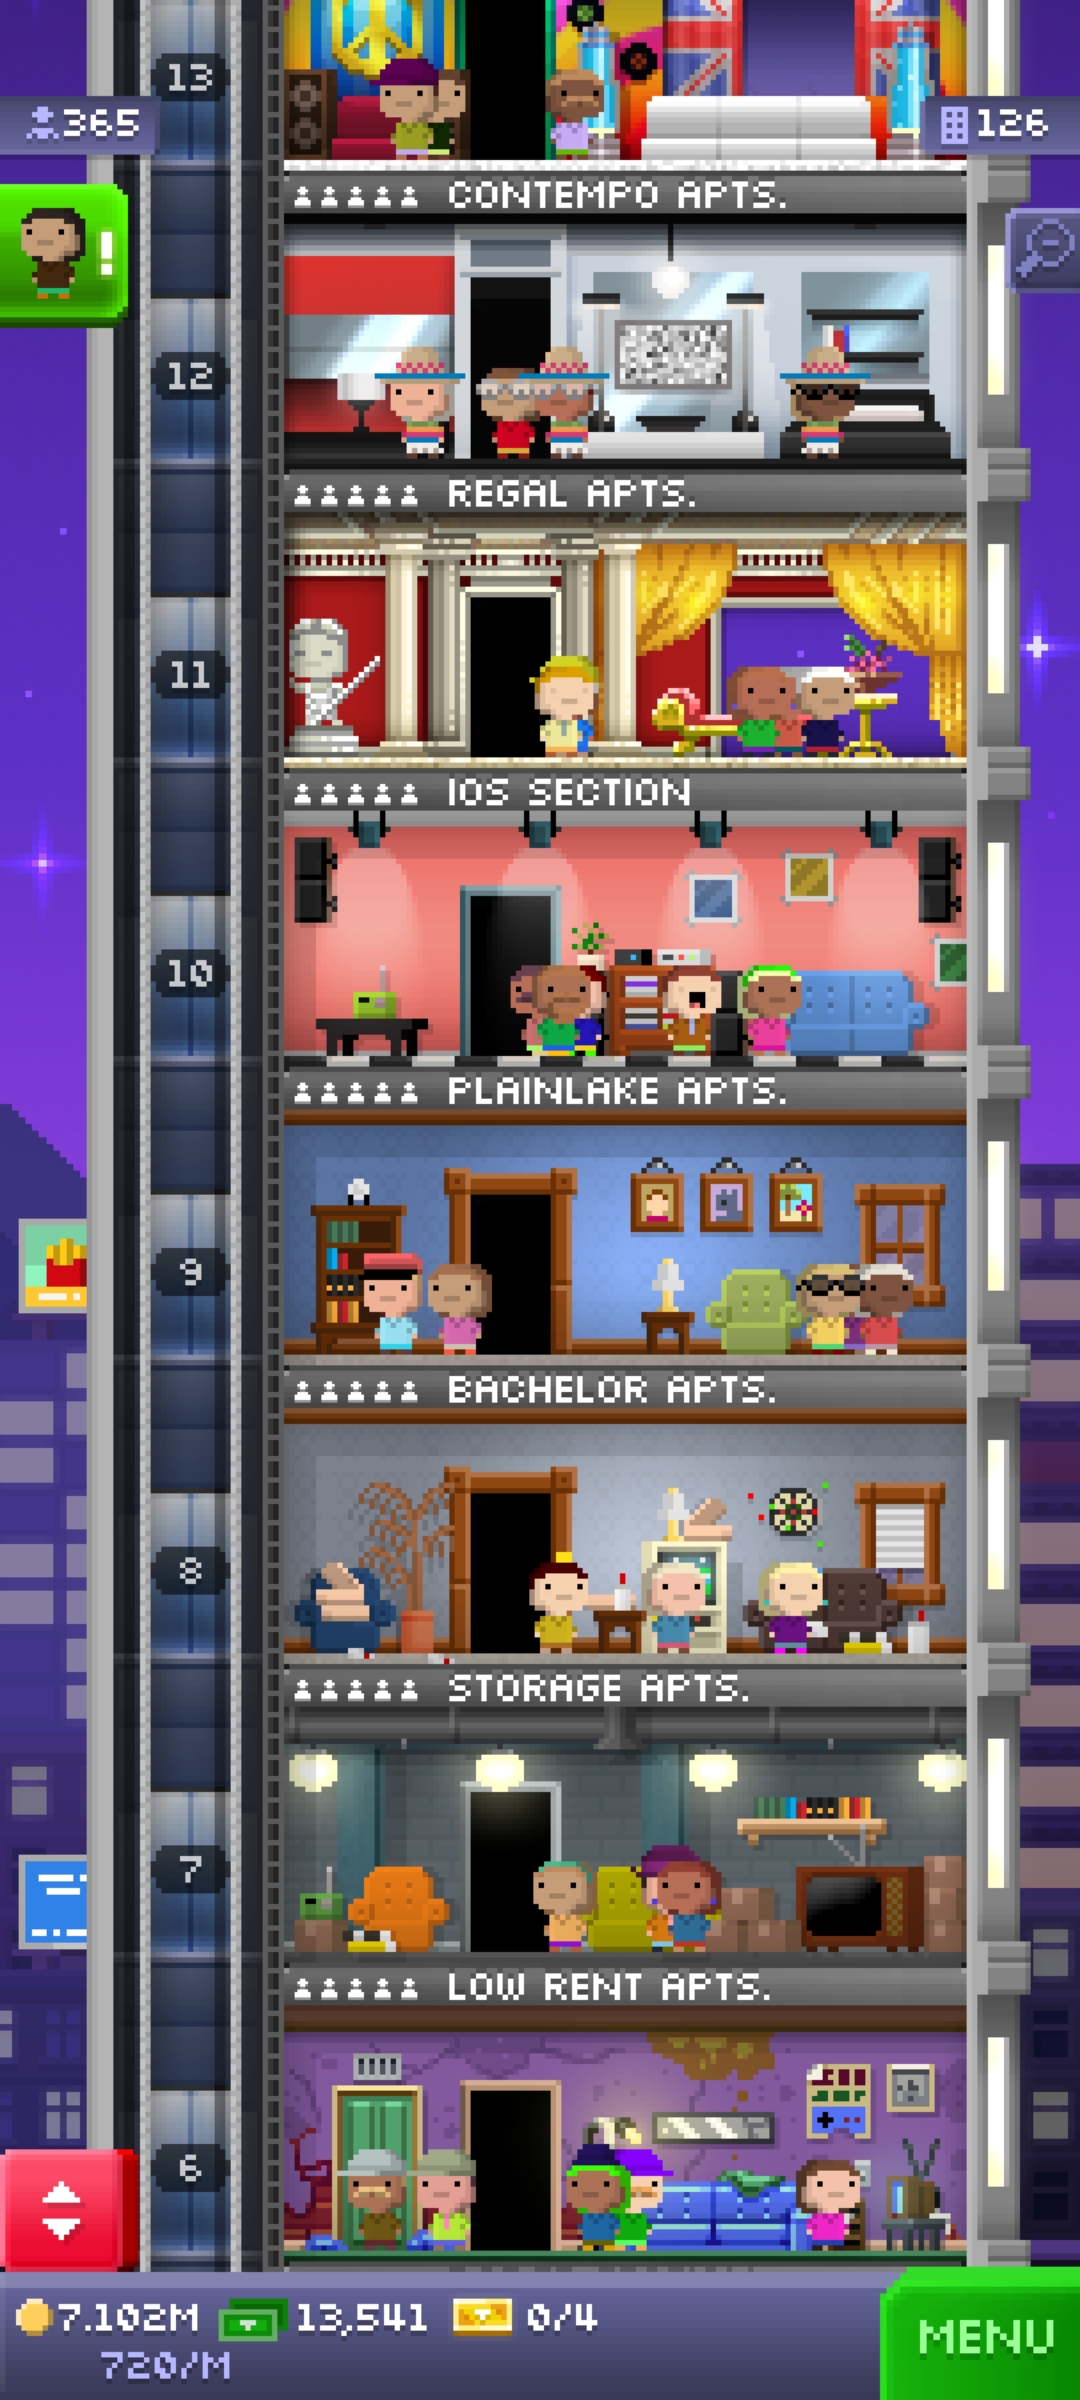 13
365
126
CONTEMPO APTS.
!
12
REGAL APTS.
11
IOS SECTION
10
PLAINLAKE APTS.
9
BACHELOR APTS.
8
STORAGE APTS.
7
LOW RENT APTS.
6
7.102M 13,541 0/4
720/M
MENU